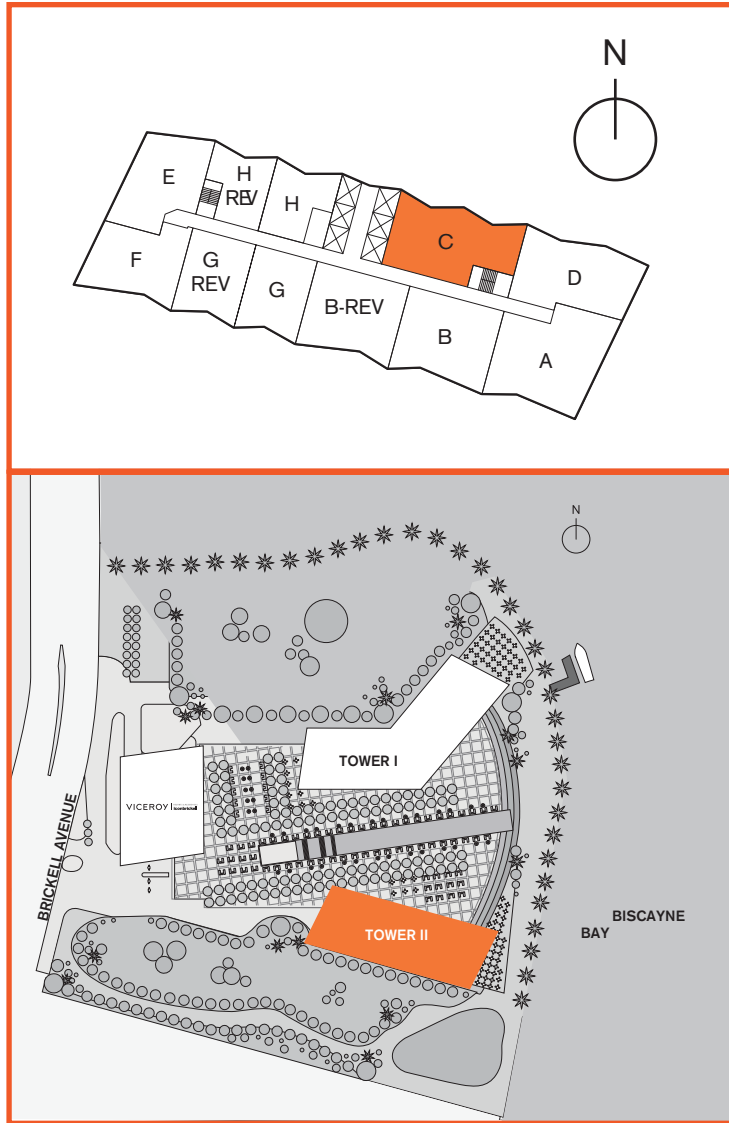 N
E
H
REV
H
C
D
F
G
REV
G
B-REV
B
A
N
TOWER I
VICEROY
BRICKELL AVENUE
TOWER II
BISCAYNE
BAY